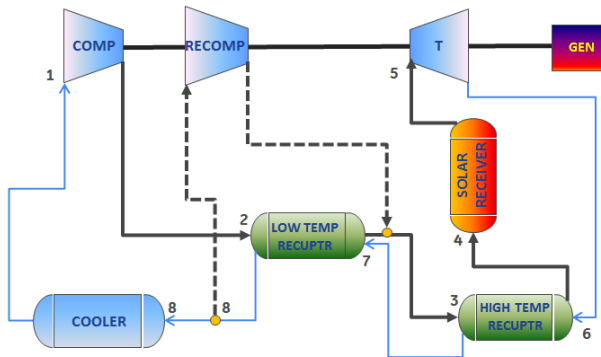 COMP
RECOMP
T
GEN
1
5
SOLAR
RECEIVER
2
LOW TEMP
RECUPTR
4
7
8
8
3
HIGH TEMP
RECUPTR
COOLER
6